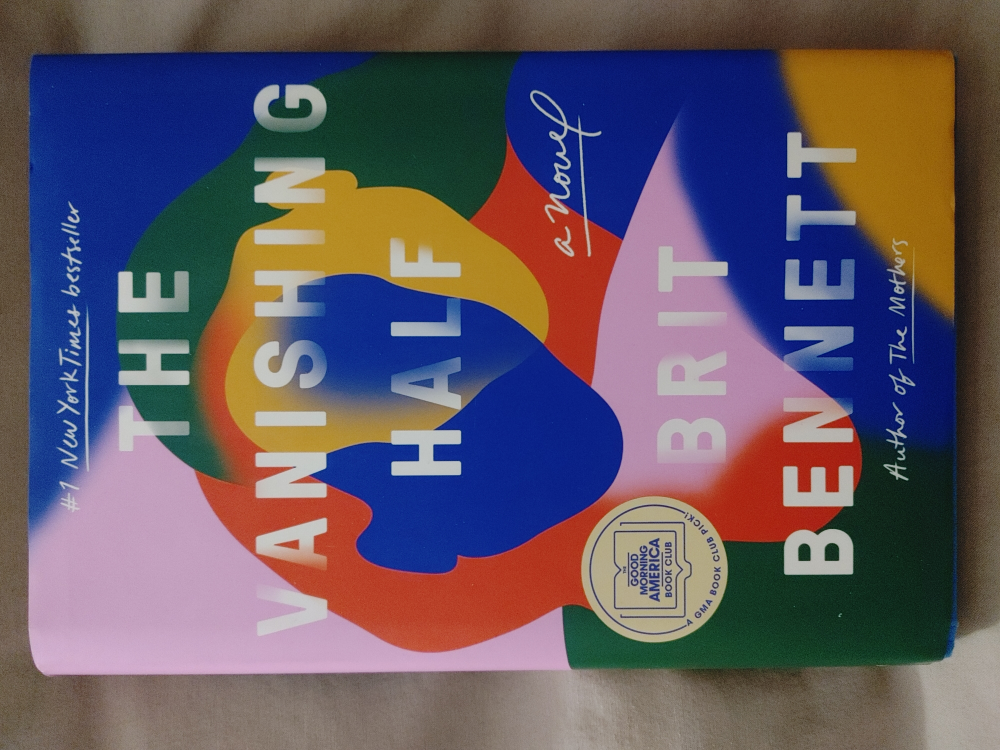 #1 New York Times bestseller
THE
VANISHING
HALF
a novel
BRIT
BENNETT
THE
GOOD
MORNING
AMERICA
BOOK CLUB
A GMA BOOK CLUB PICK!
Author of The Mothers